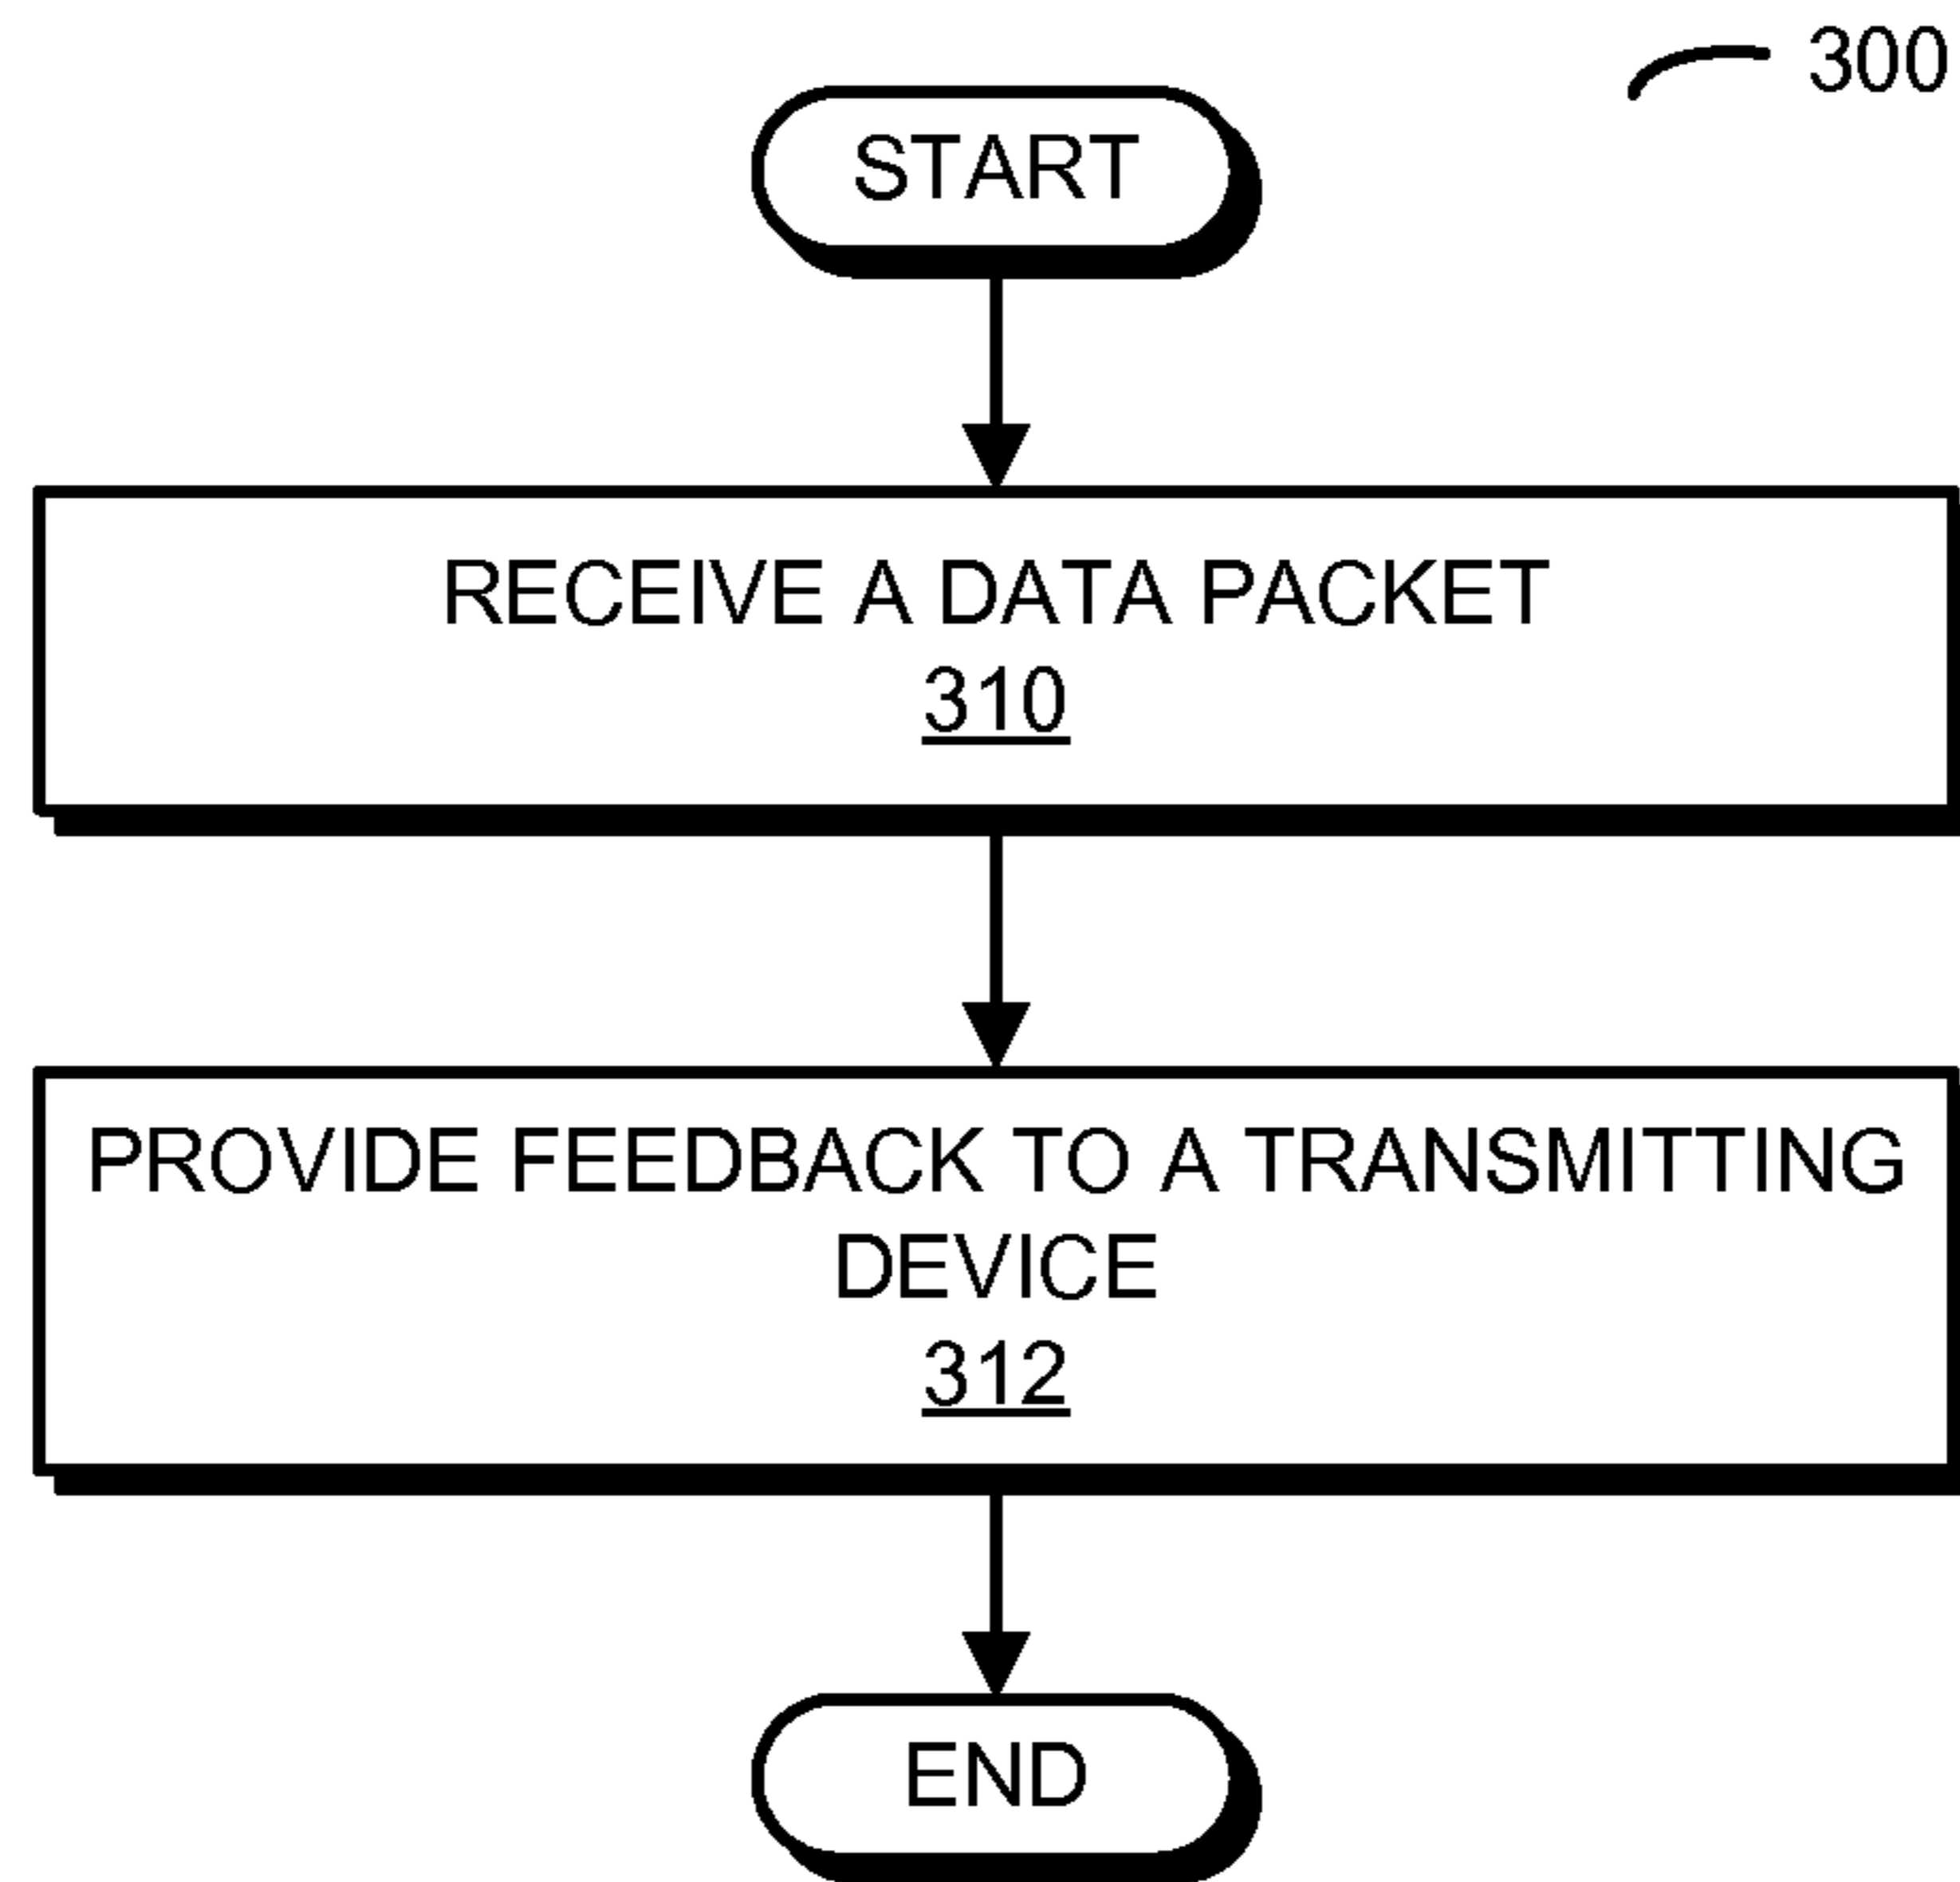 300
START
RECEIVE A DATA PACKET
310
PROVIDE FEEDBACK TO A TRANSMITTING
DEVICE
312
END